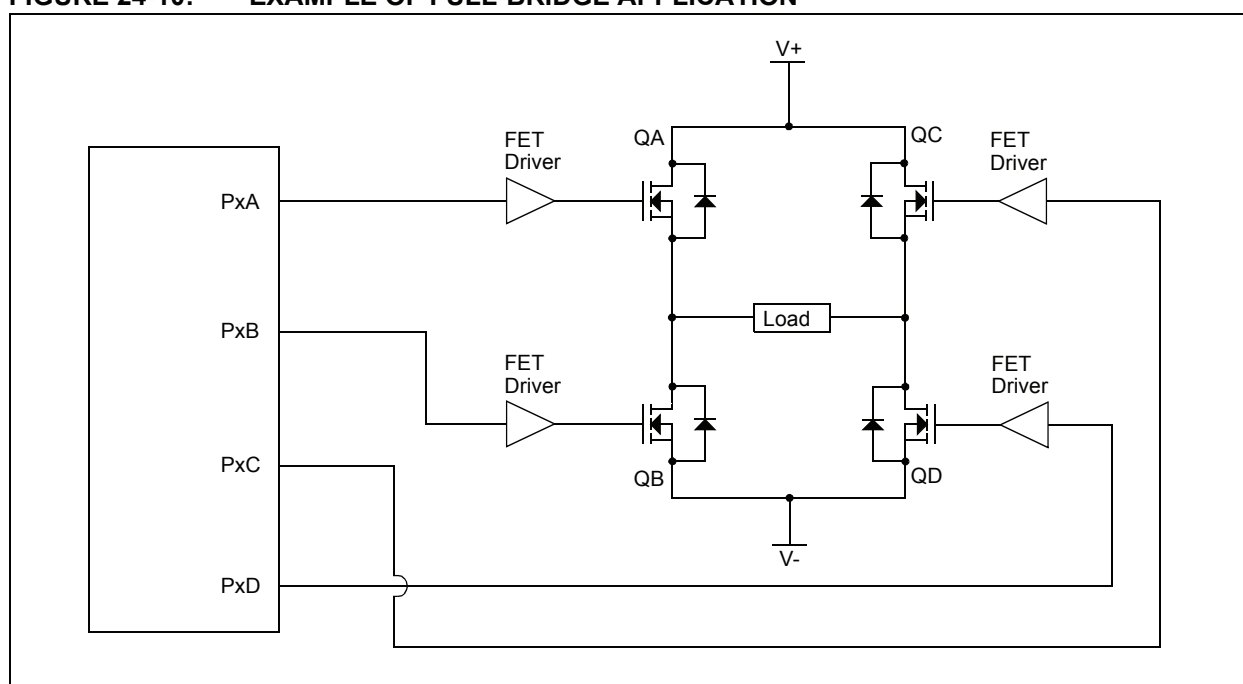 FIGURE 24-10: EXAMPLE OF FULL-BRIDGE APPLICATION
V+
FET
Driver
QA
QC
FET
Driver
PxA
Load
PxB
FET
Driver
FET
Driver
PxC
QB
QD
V-
PxD